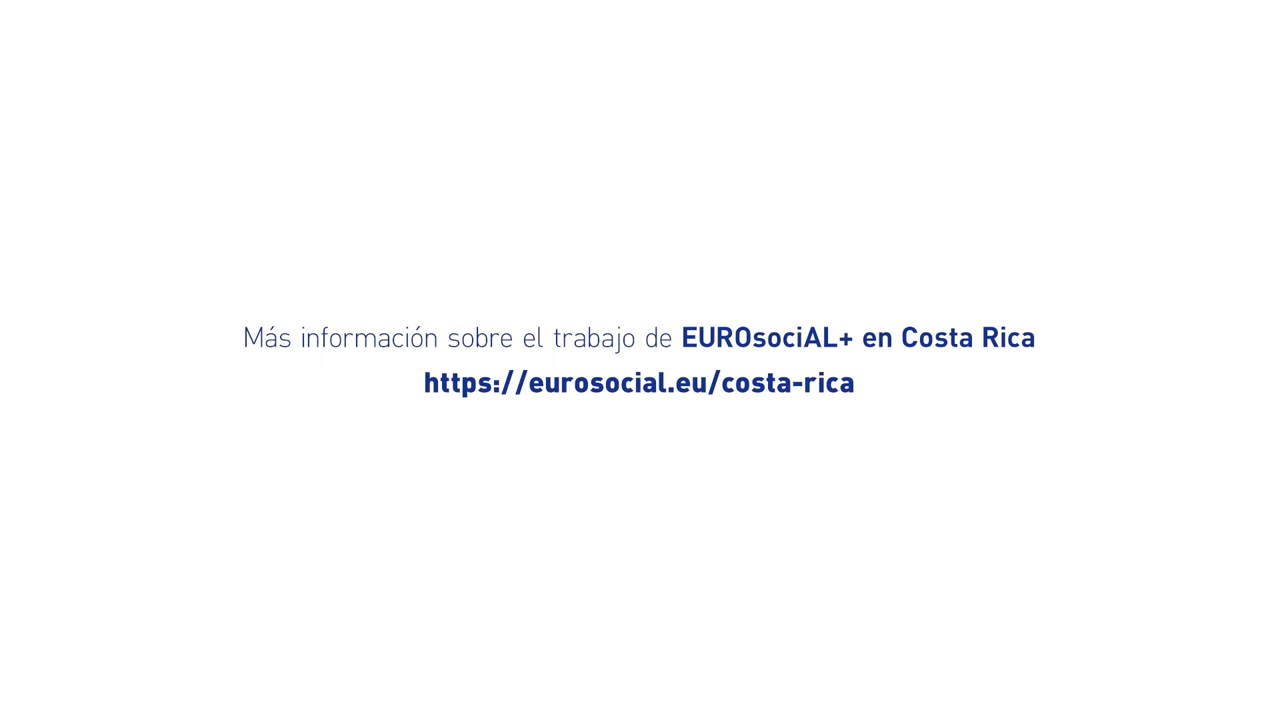 Más información sobre el trabajo de EUROsociAL+ en Costa Rica
https://eurosocial.eu/costa-rica